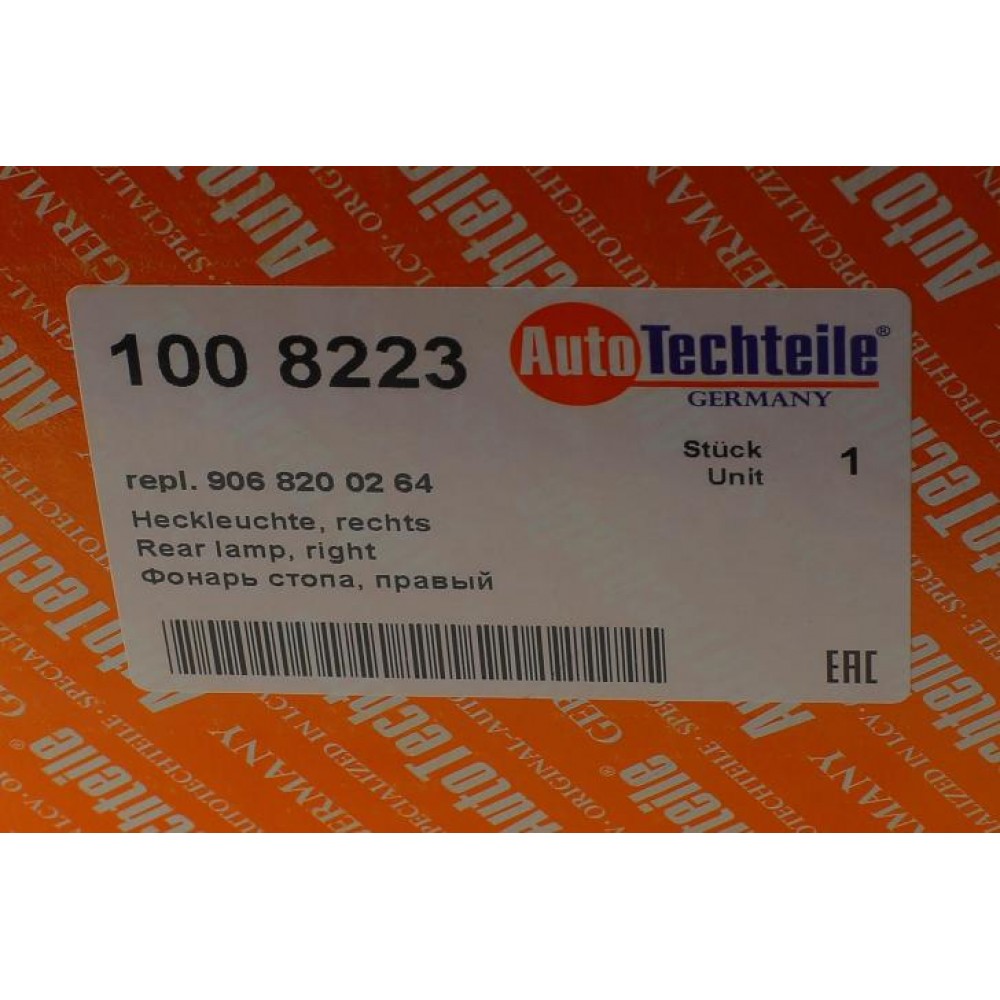 100 8223
AutoTechteile®
GERMANY
Stück
Unit
1
repl. 906 820 02 64
Heckleuchte, rechts
Rear lamp, right
Фонарь стопа, правый
EAC